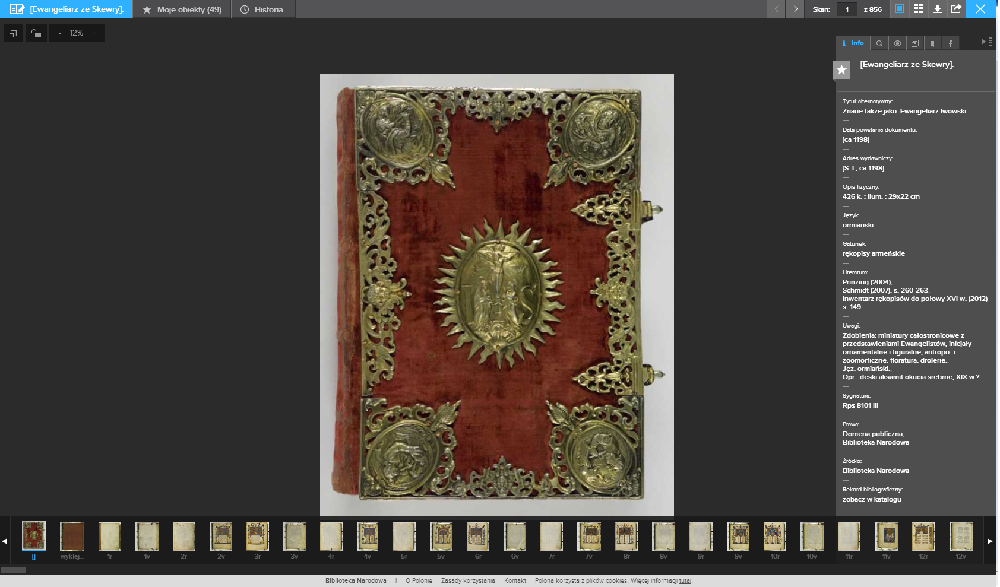 [Ewangeliarz ze Skewry].
Moje obiekty (49)
Historia
Skan: 1 z 856
- 12% +
Info
[Ewangeliarz ze Skewry].
Tytuł alternatywny:
Znane także jako: Ewangeliarz lwowski.
Data powstania dokumentu:
[ca 1198]
Adres wydawniczy:
[S. l., ca 1198].
Opis fizyczny:
426 k. : ilum. ; 29x22 cm
Język:
ormianski
Gatunek:
rękopisy armeńskie
Literatura:
Prinzing (2004),
Schmidt (2007), s. 260-263,
Inwentarz rękopisów do połowy XVI w. (2012)
s. 149
Uwagi:
Zdobienia: miniatury całostronicowe z
przedstawieniami Ewangelistów, inicjały
ornamentalne i figuralne, antropo- i
zoomorficzne, floratura, drolerie.,
Jęz. ormiański.,
Opr.: deski aksamit okucia srebrne; XIX w.?
Sygnatura:
Rps 8101 III
Prawa:
Domena publiczna,
Biblioteka Narodowa
Źródło:
Biblioteka Narodowa
Rekord bibliograficzny:
zobacz w katalogu
[] wyklej... 1r 1v 2r 2v 3r 3v 4r 4v 5r 5v 6r 6v 7r 7v 8r 8v 9r 9v 10r 10v 11r 11v 12r 12v
Biblioteka Narodowa | O Polonie Zasady korzystania Kontakt Polona korzysta z plików cookies. Więcej informacji tutaj.